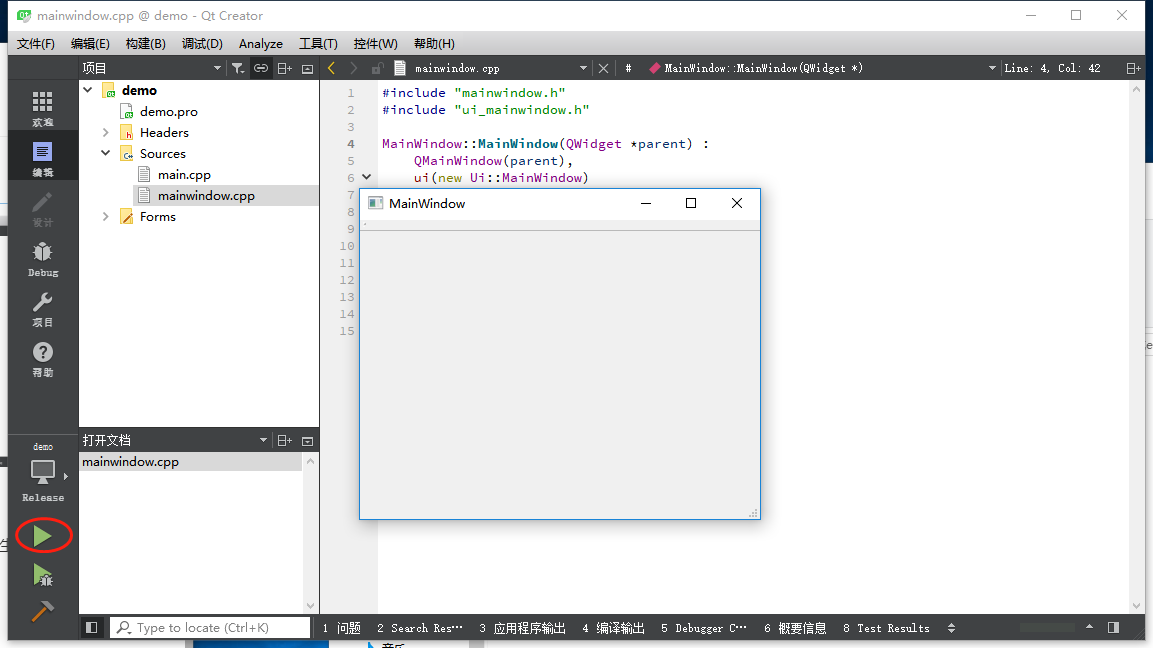 mainwindow.cpp @ demo - Qt Creator
文件(F) 编辑(E) 构建(B) 调试(D) Analyze 工具(T) 控件(W) 帮助(H)
项目
mainwindow.cpp
# MainWindow::MainWindow(QWidget *)
Line: 4, Col: 42
欢迎
编辑
设计
Debug
项目
帮助
demo
Release
demo
demo.pro
Headers
Sources
main.cpp
mainwindow.cpp
Forms
打开文档
mainwindow.cpp
1 #include "mainwindow.h"
2 #include "ui_mainwindow.h"
3
4 MainWindow::MainWindow(QWidget *parent) :
5 QMainWindow(parent),
6 ui(new Ui::MainWindow)
7
8
9
10
11
12
13
14
15
MainWindow
Type to locate (Ctrl+K)
1 问题 2 Search Res… 3 应用程序输出 4 编译输出 5 Debugger C… 6 概要信息 8 Test Results
音乐